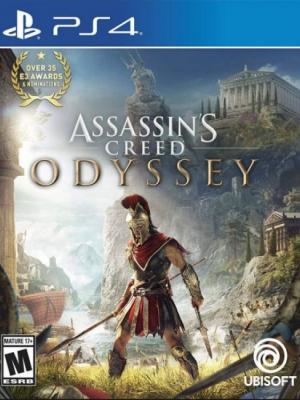 PS4
OVER 35
E3 AWARDS
& NOMINATIONS
ASSASSIN'S
CREED
ODYSSEY
MATURE 17+
M
ESRB
UBISOFT